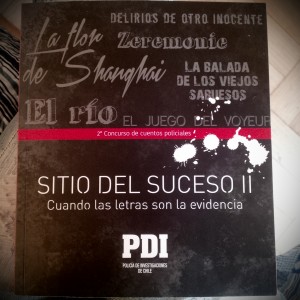 DELIRIOS DE OTRO INOCENTE
La flor
de Shanghai
Zeremonie
LA BALADA
DE LOS VIEJOS
SABUESOS
El río
EL JUEGO DEL VOYEUR
2º Concurso de cuentos policiales
SITIO DEL SUCESO II
Cuando las letras son la evidencia
PDI
POLICÍA DE INVESTIGACIONES
DE CHILE